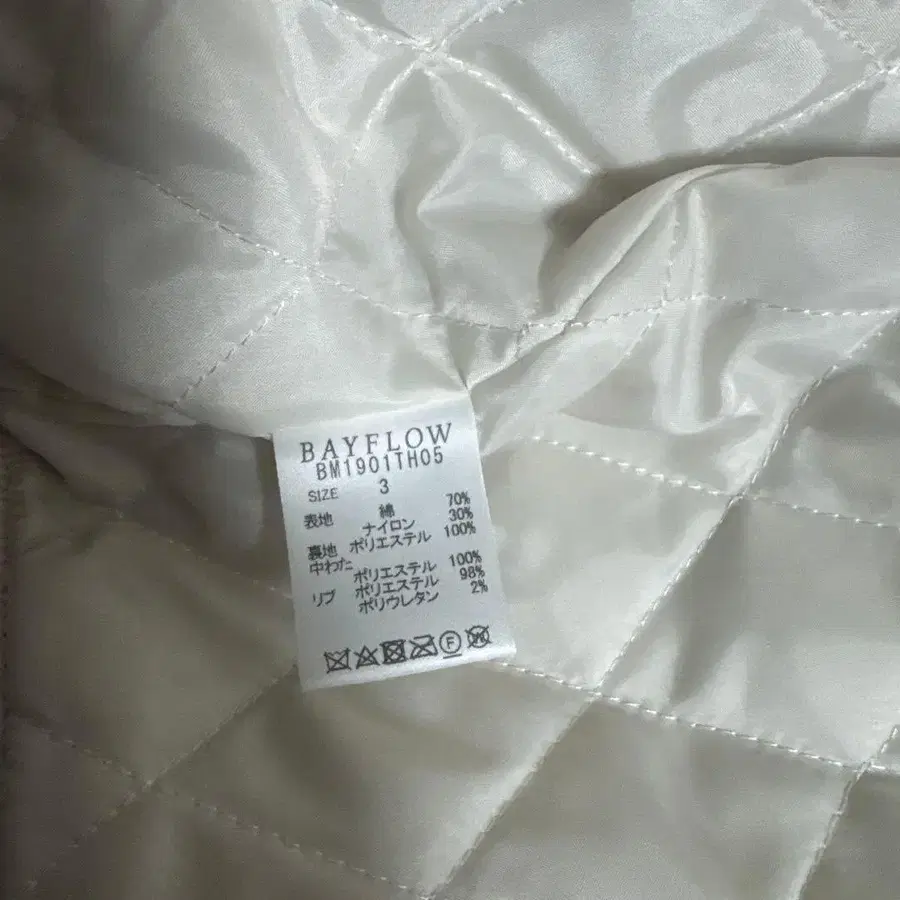 BAYFLOW
BM1901TH05
SIZE 3
表地 綿 70%
ナイロン 30%
裏地 ポリエステル 100%
中わた
ポリエステル 100%
リブ ポリエステル 98%
ポリウレタン 2%
F W